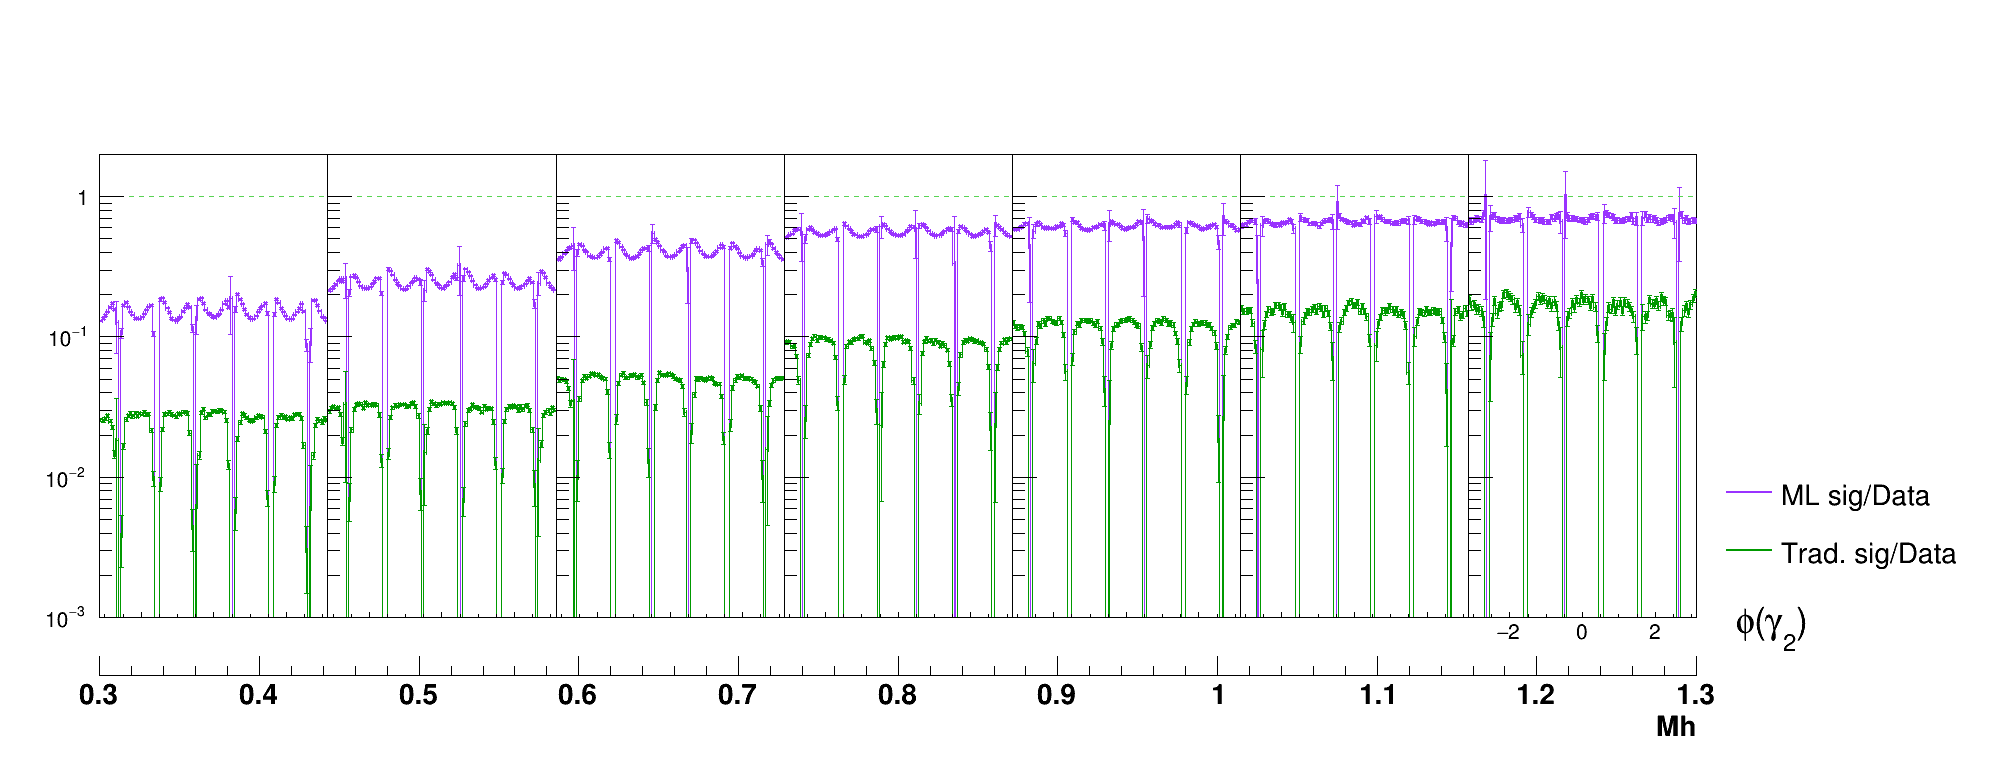 1
10⁻¹
10⁻²
10⁻³
ML sig/Data
Trad. sig/Data
−2 0 2
ϕ(γ₂)
0.3 0.4 0.5 0.6 0.7 0.8 0.9 1 1.1 1.2 1.3
Mh